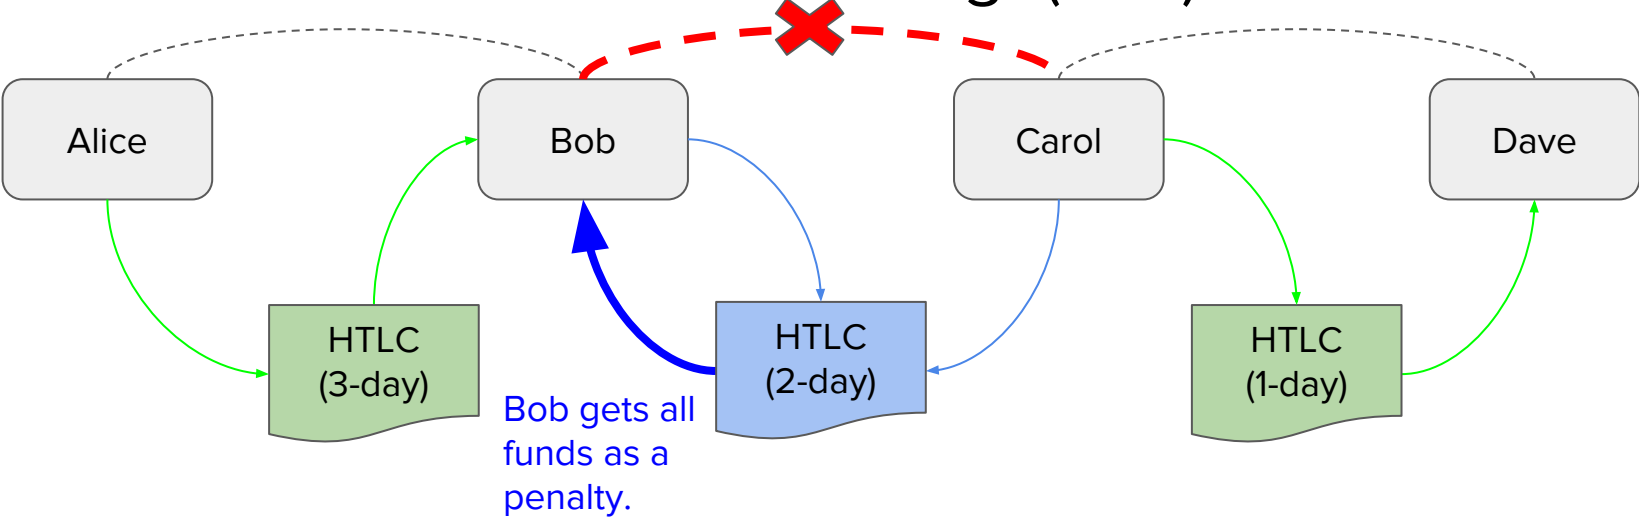 Alice
Bob
Carol
Dave
HTLC
(3-day)
HTLC
(2-day)
HTLC
(1-day)
Bob gets all
funds as a
penalty.